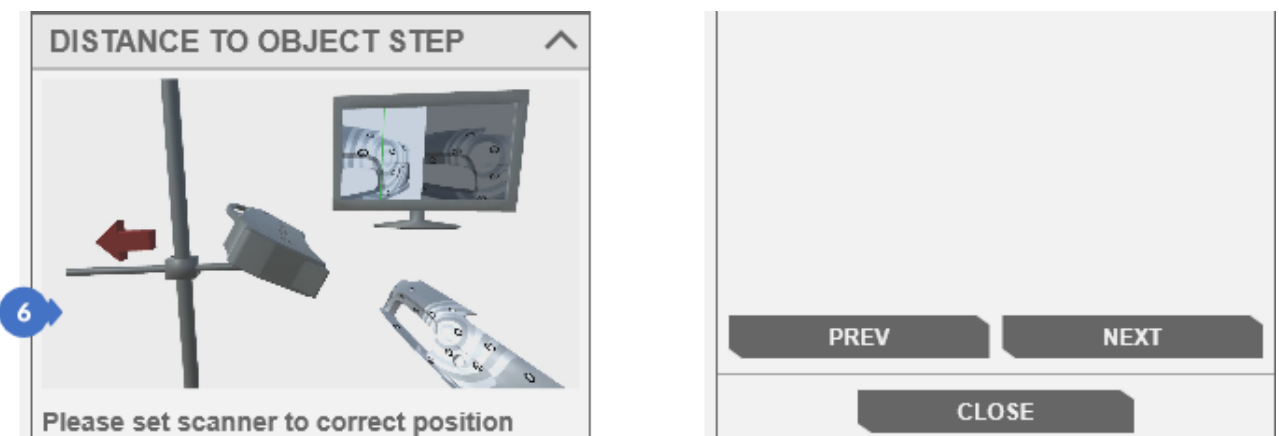 DISTANCE TO OBJECT STEP
6
Please set scanner to correct position
PREV
NEXT
CLOSE